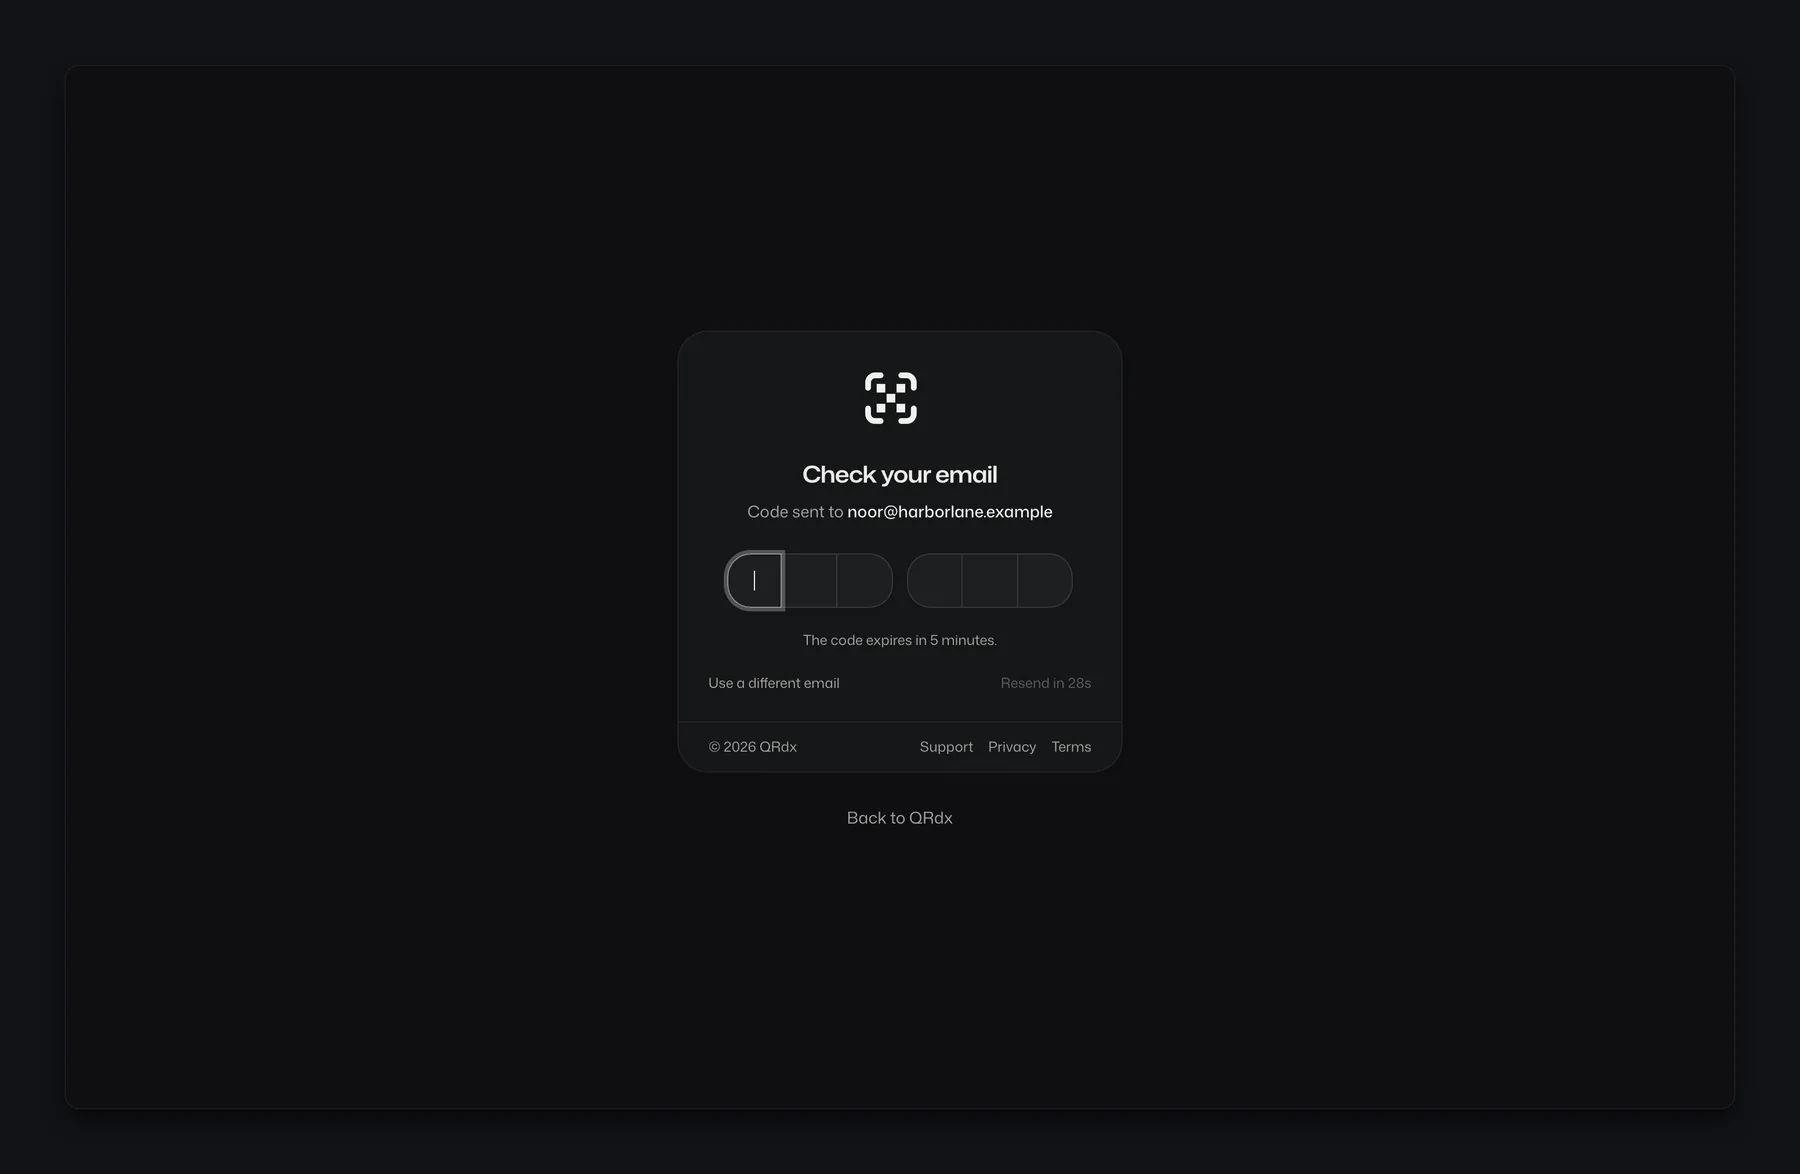 Check your email
Code sent to noor@harborlane.example
The code expires in 5 minutes.
Use a different email Resend in 28s
© 2026 QRdx Support Privacy Terms
Back to QRdx